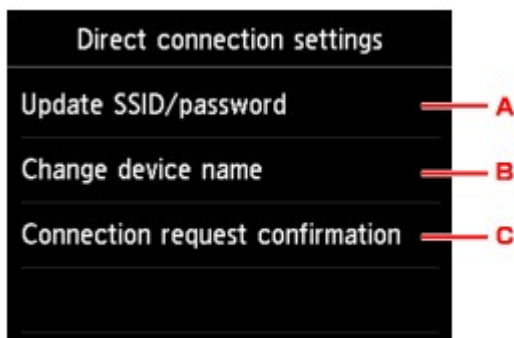 Direct connection settings
Update SSID/password
A
Change device name
B
Connection request confirmation
C